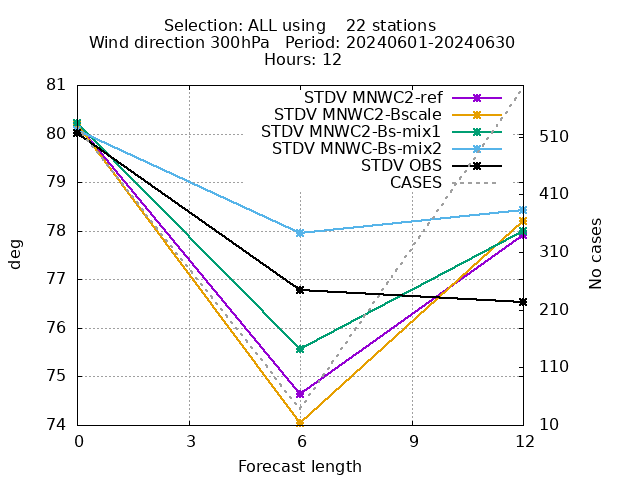 Selection: ALL using    22 stations
Wind direction 300hPa   Period: 20240601-20240630
Hours: 12
STDV MNWC2-ref
STDV MNWC2-Bscale
STDV MNWC2-Bs-mix1
STDV MNWC-Bs-mix2
STDV OBS
CASES
81
80
79
78
77
76
75
74
deg
510
410
310
210
110
10
No cases
0
3
6
9
12
Forecast length